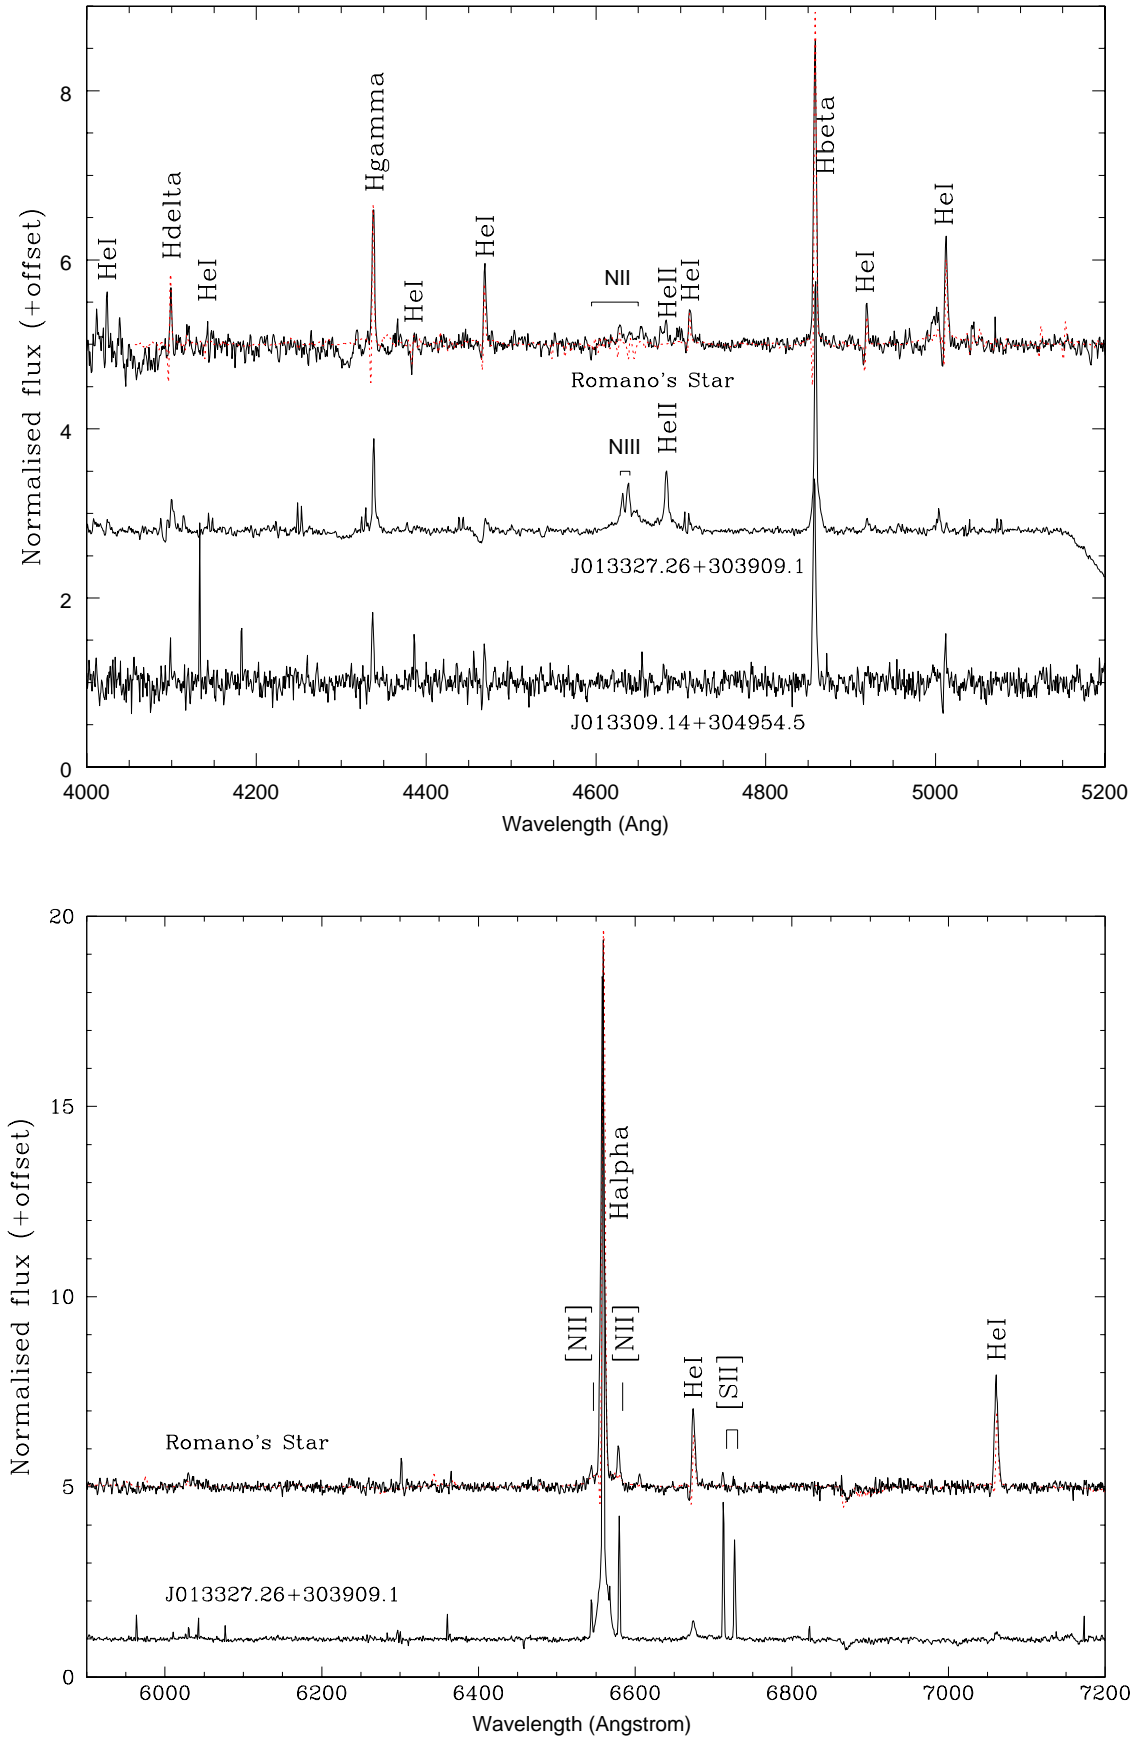 8
6
4
2
0
Normalised flux (+offset)
HeI
Hdelta
HeI
Hgamma
HeI
HeI
NII
HeII
HeI
Hbeta
HeI
HeI
Romano's Star
NIII
HeII
J013327.26+303909.1
J013309.14+304954.5
4000 4200 4400 4600 4800 5000 5200
Wavelength (Ang)
20
15
10
5
0
Normalised flux (+offset)
Halpha
[NII]
[NII]
HeI
[SII]
HeI
Romano's Star
J013327.26+303909.1
6000 6200 6400 6600 6800 7000 7200
Wavelength (Angstrom)